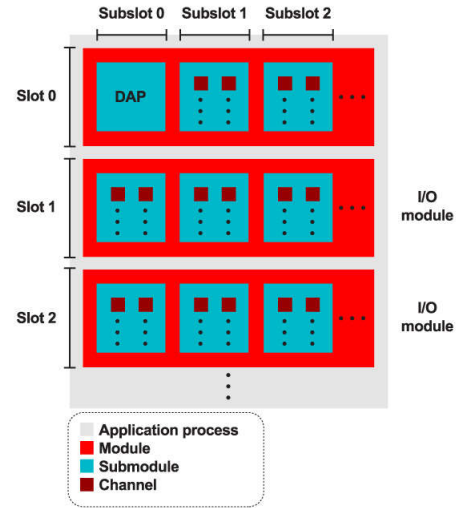 Subslot 0 Subslot 1 Subslot 2
Slot 0
DAP
Slot 1
I/O
module
Slot 2
I/O
module
Application process
Module
Submodule
Channel